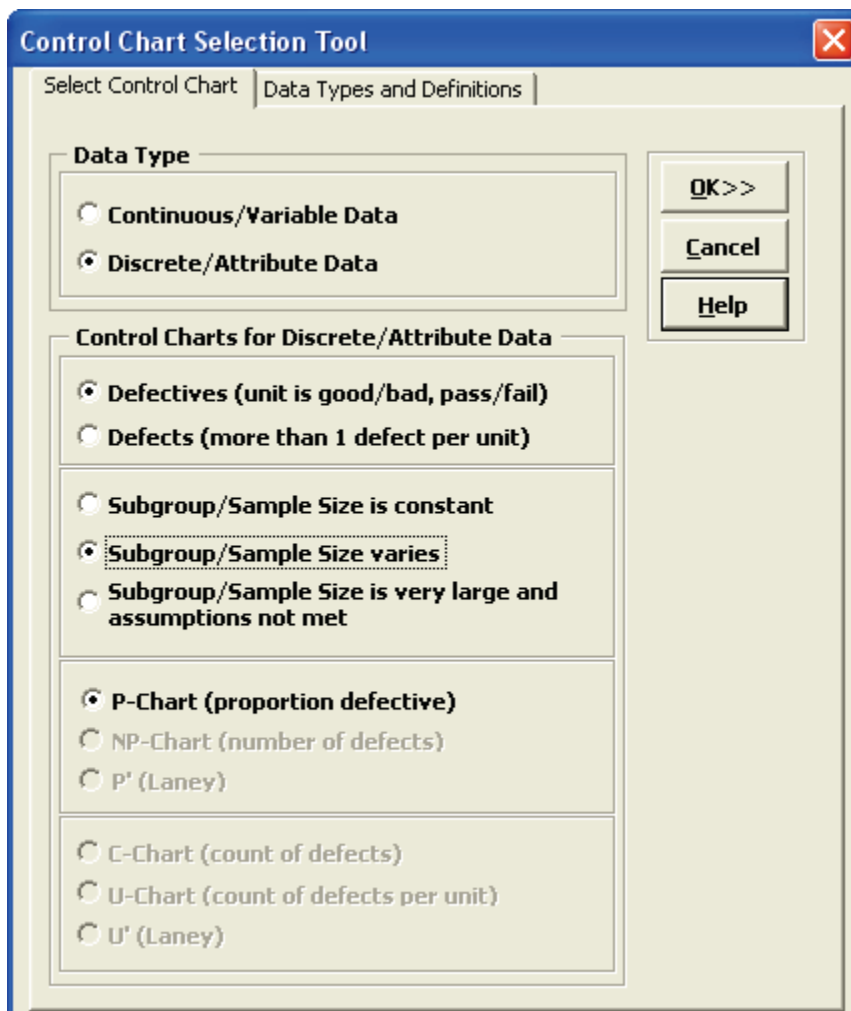 Control Chart Selection Tool
Select Control Chart
Data Types and Definitions
Data Type
Continuous/Variable Data
Discrete/Attribute Data
OK>>
Cancel
Help
Control Charts for Discrete/Attribute Data
Defectives (unit is good/bad, pass/fail)
Defects (more than 1 defect per unit)
Subgroup/Sample Size is constant
Subgroup/Sample Size varies
Subgroup/Sample Size is very large and
assumptions not met
P-Chart (proportion defective)
NP-Chart (number of defects)
P' (Laney)
C-Chart (count of defects)
U-Chart (count of defects per unit)
U' (Laney)